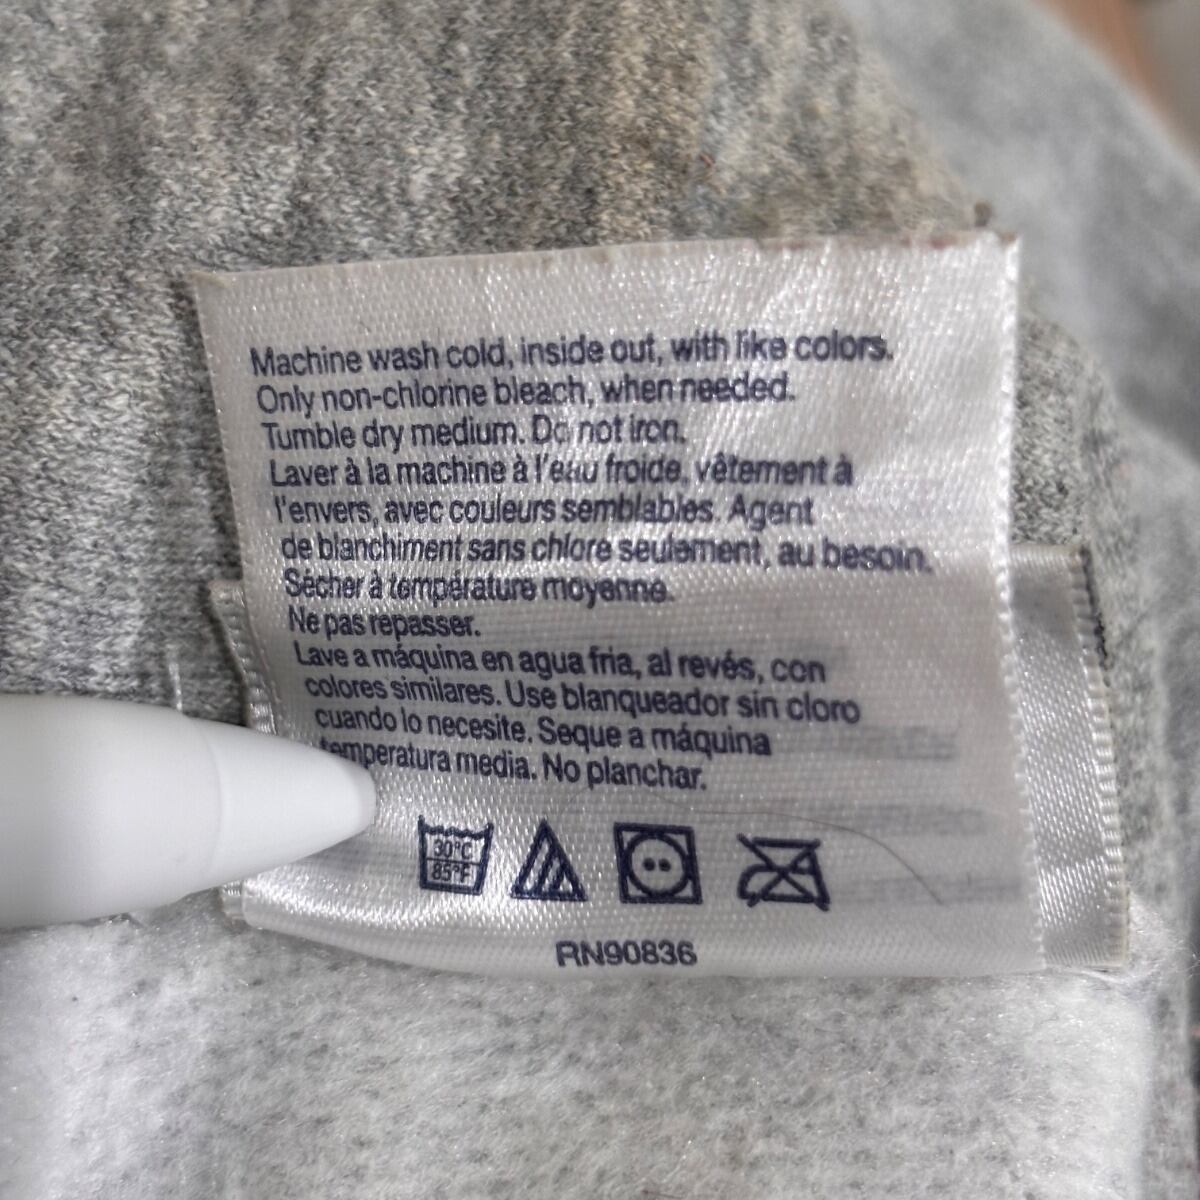 Machine wash cold, inside out, with like colors.
Only non-chlorine bleach, when needed.
Tumble dry medium. Do not iron.
Laver à la machine à l'eau froide, vêtement à
l'envers, avec couleurs semblables. Agent
de blanchiment sans chlore seulement, au besoin.
Sécher à température moyenne.
Ne pas repasser.
Lave a máquina en agua fria, al revés, con
colores similares. Use blanqueador sin cloro
cuando lo necesite. Seque a máquina
temperatura media. No planchar.
30°C
85°F
RN90836